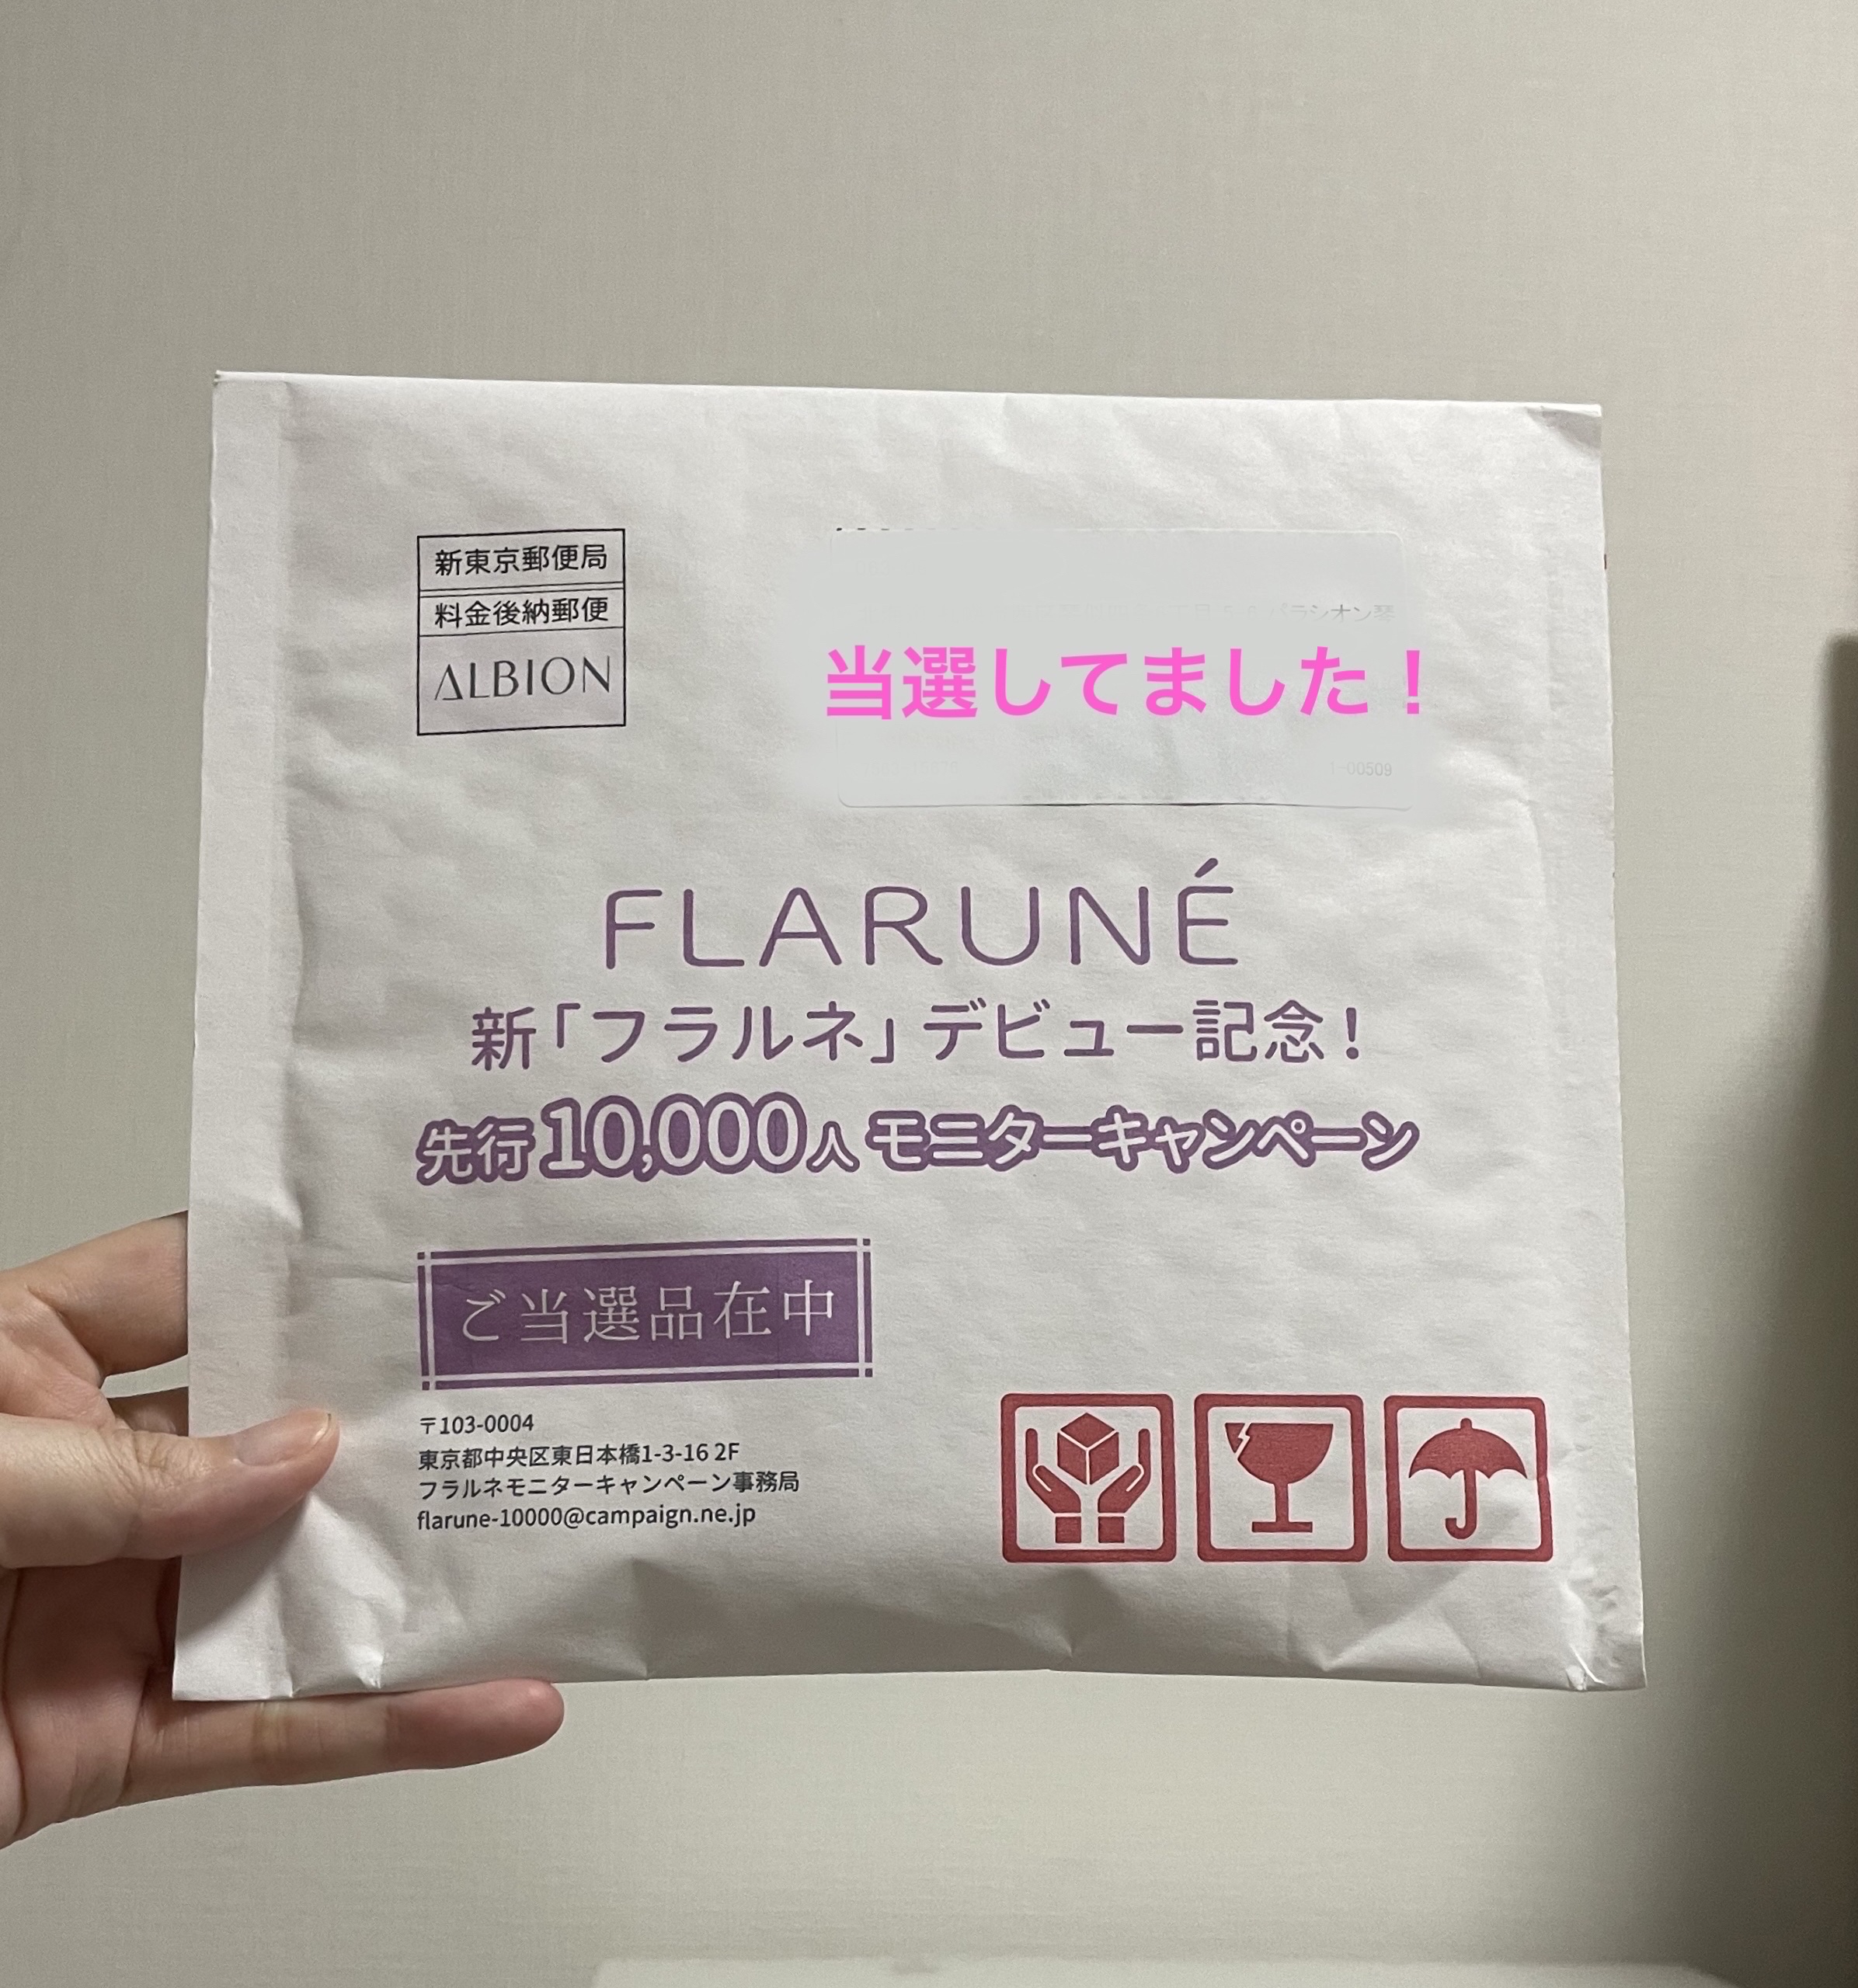 新東京郵便局
料金後納郵便
ALBION
当選してました！
FLARUNÉ
新「フラルネ」デビュー記念！
先行10,000人モニターキャンペーン
ご当選品在中
〒103-0004
東京都中央区東日本橋1-3-16 2F
フラルネモニターキャンペーン事務局
flarune-10000@campaign.ne.jp